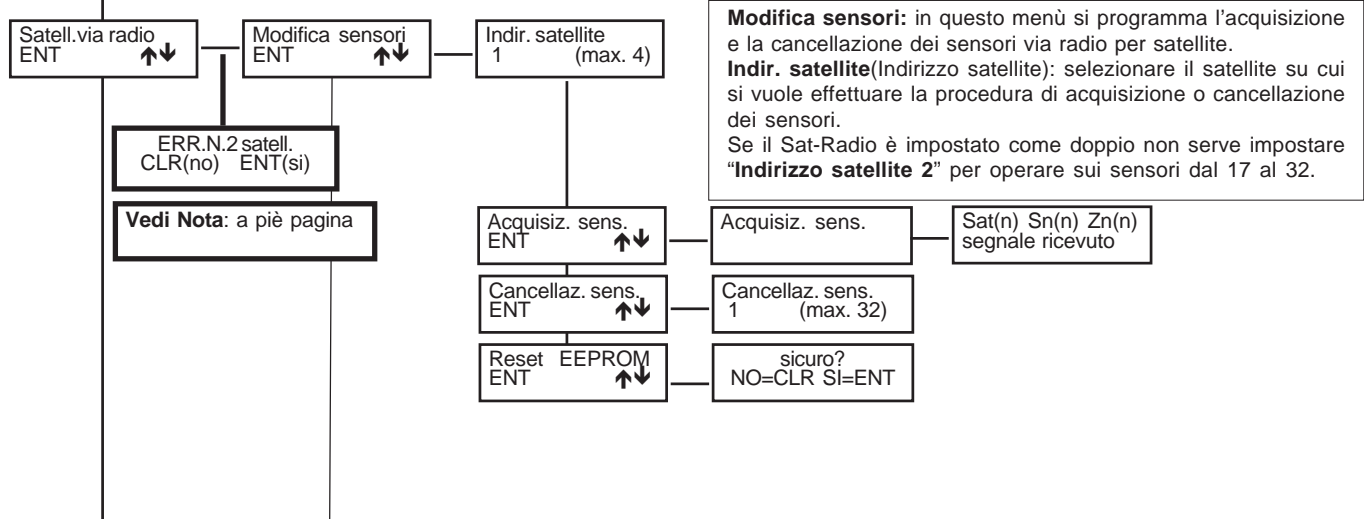 Satell.via radio
ENT ↑↓
Modifica sensori
ENT ↑↓
Indir. satellite
1 (max. 4)
Modifica sensori: in questo menù si programma l'acquisizione
e la cancellazione dei sensori via radio per satellite.
Indir. satellite(Indirizzo satellite): selezionare il satellite su cui
si vuole effettuare la procedura di acquisizione o cancellazione
dei sensori.
Se il Sat-Radio è impostato come doppio non serve impostare
“Indirizzo satellite 2” per operare sui sensori dal 17 al 32.
ERR.N.2 satell.
CLR(no) ENT(si)
Vedi Nota: a piè pagina
Acquisiz. sens.
ENT ↑↓
Acquisiz. sens.
Sat(n) Sn(n) Zn(n)
segnale ricevuto
Cancellaz. sens.
ENT ↑↓
Cancellaz. sens.
1 (max. 32)
Reset EEPROM
ENT ↑↓
sicuro?
NO=CLR SI=ENT